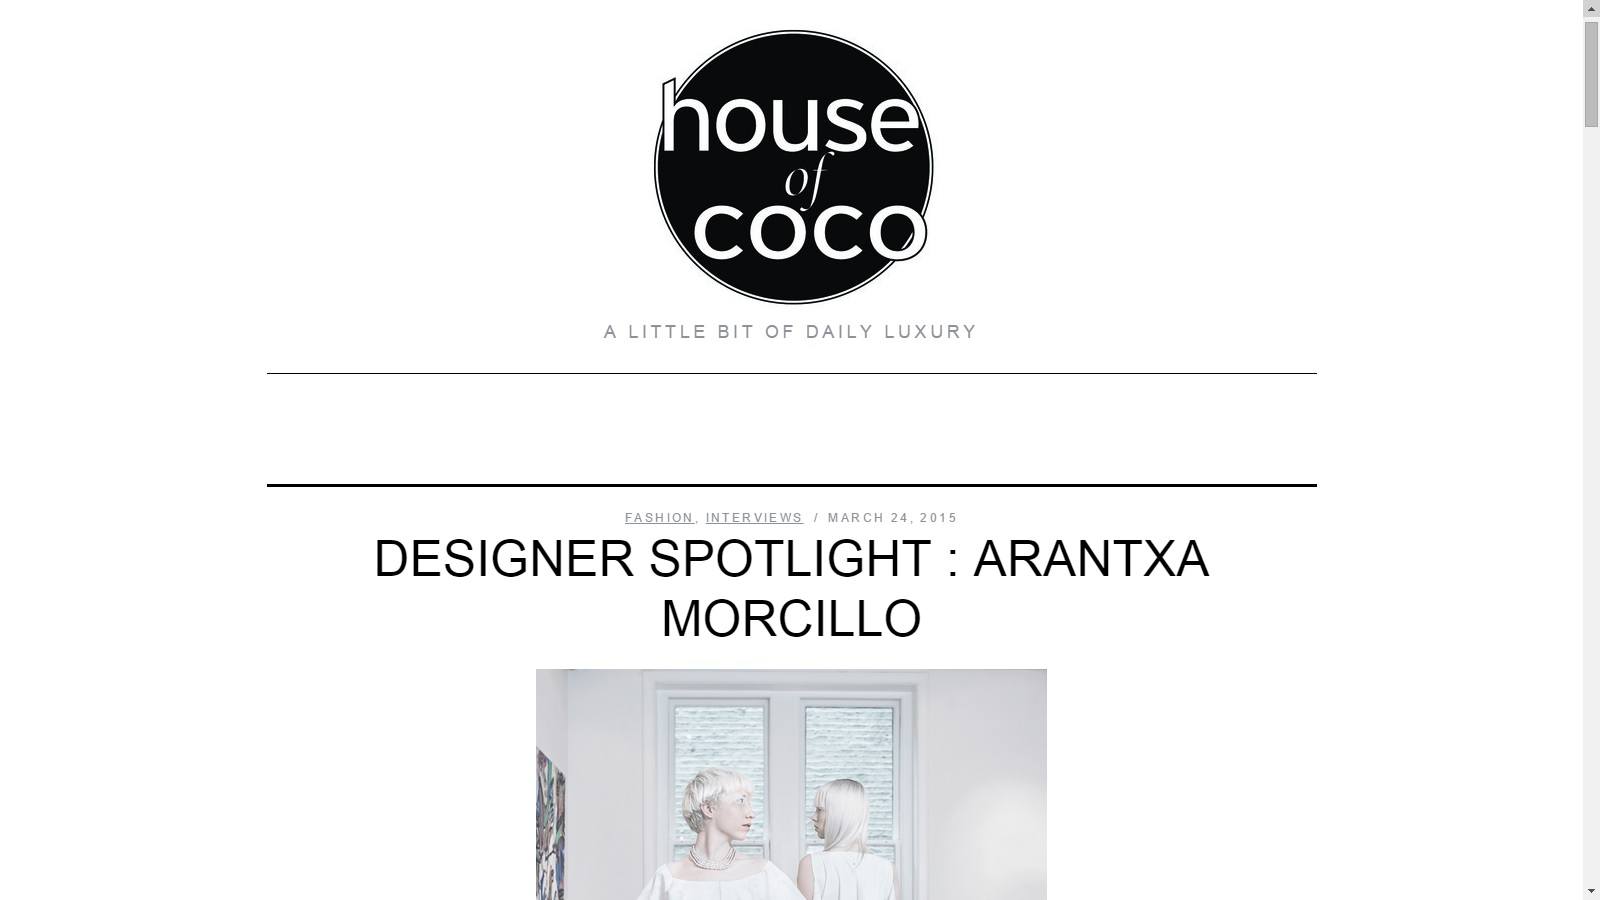 house
of
coco
A LITTLE BIT OF DAILY LUXURY
FASHION, INTERVIEWS / MARCH 24, 2015
DESIGNER SPOTLIGHT : ARANTXA
MORCILLO